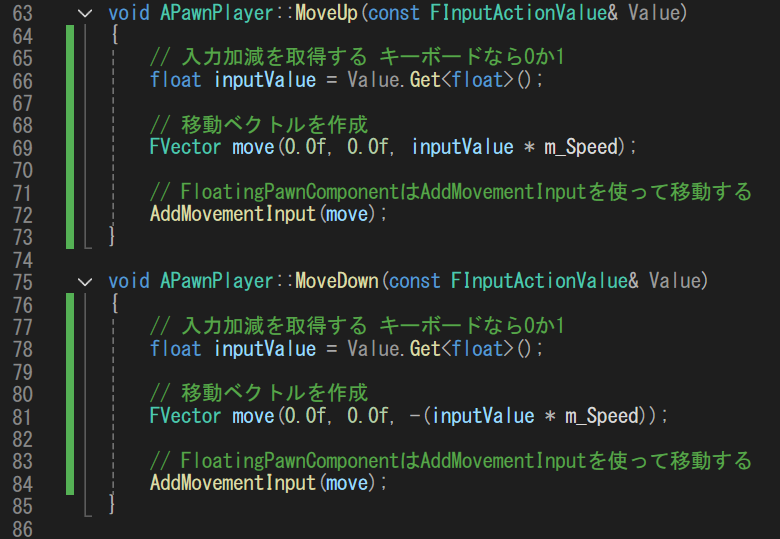 63 void APawnPlayer::MoveUp(const FInputActionValue& Value)
64 {
65 // 入力加減を取得する キーボードなら0か1
66 float inputValue = Value.Get<float>();
67
68 // 移動ベクトルを作成
69 FVector move(0.0f, 0.0f, inputValue * m_Speed);
70
71 // FloatingPawnComponentはAddMovementInputを使って移動する
72 AddMovementInput(move);
73 }
74
75 void APawnPlayer::MoveDown(const FInputActionValue& Value)
76 {
77 // 入力加減を取得する キーボードなら0か1
78 float inputValue = Value.Get<float>();
79
80 // 移動ベクトルを作成
81 FVector move(0.0f, 0.0f, -(inputValue * m_Speed));
82
83 // FloatingPawnComponentはAddMovementInputを使って移動する
84 AddMovementInput(move);
85 }
86